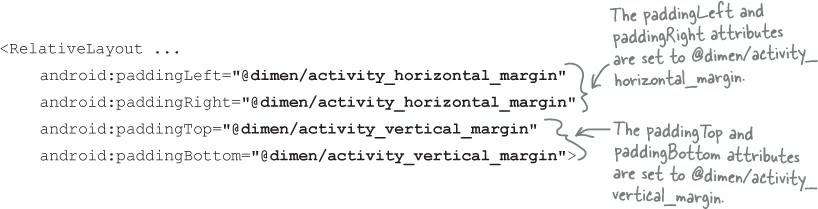 <RelativeLayout ...
android:paddingLeft="@dimen/activity_horizontal_margin"
android:paddingRight="@dimen/activity_horizontal_margin"
android:paddingTop="@dimen/activity_vertical_margin"
android:paddingBottom="@dimen/activity_vertical_margin">
The paddingLeft and
paddingRight attributes
are set to @dimen/activity_
horizontal_margin.
The paddingTop and
paddingBottom attributes
are set to @dimen/activity_
vertical_margin.